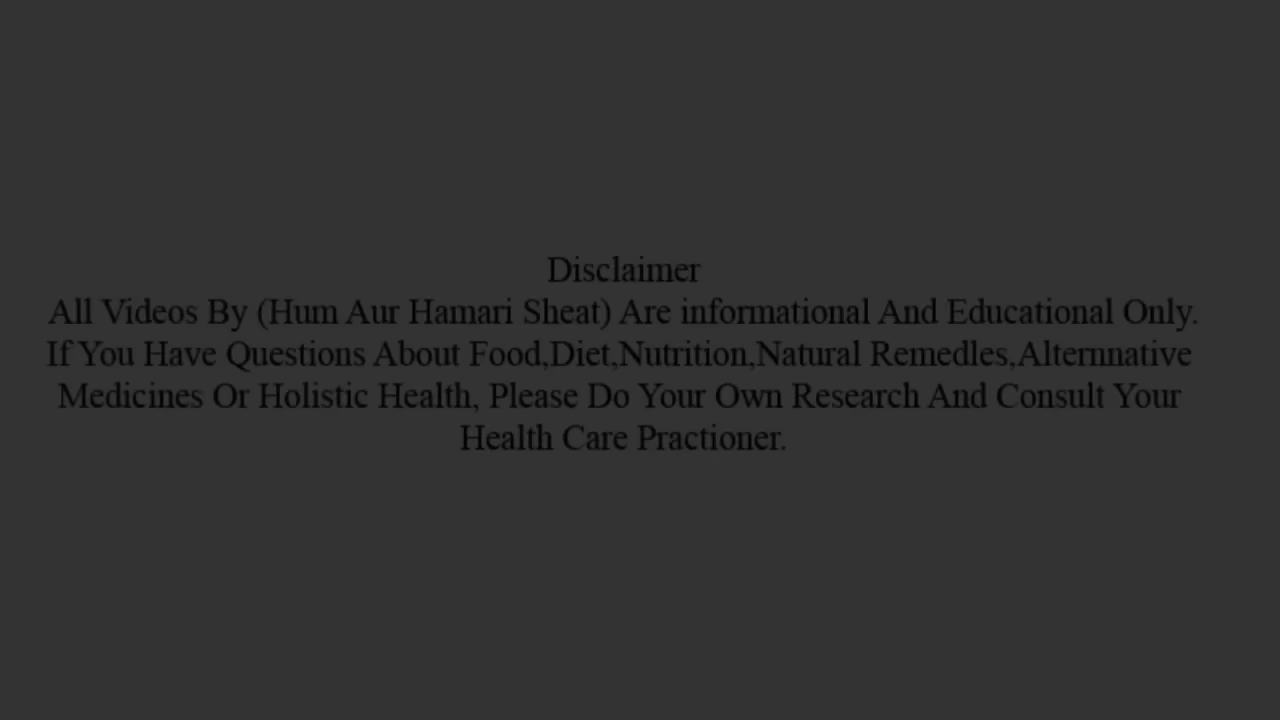 Disclaimer
All Videos By (Hum Aur Hamari Sheat) Are informational And Educational Only.
If You Have Questions About Food,Diet,Nutrition,Natural Remedles,Alternnative
Medicines Or Holistic Health, Please Do Your Own Research And Consult Your
Health Care Practioner.